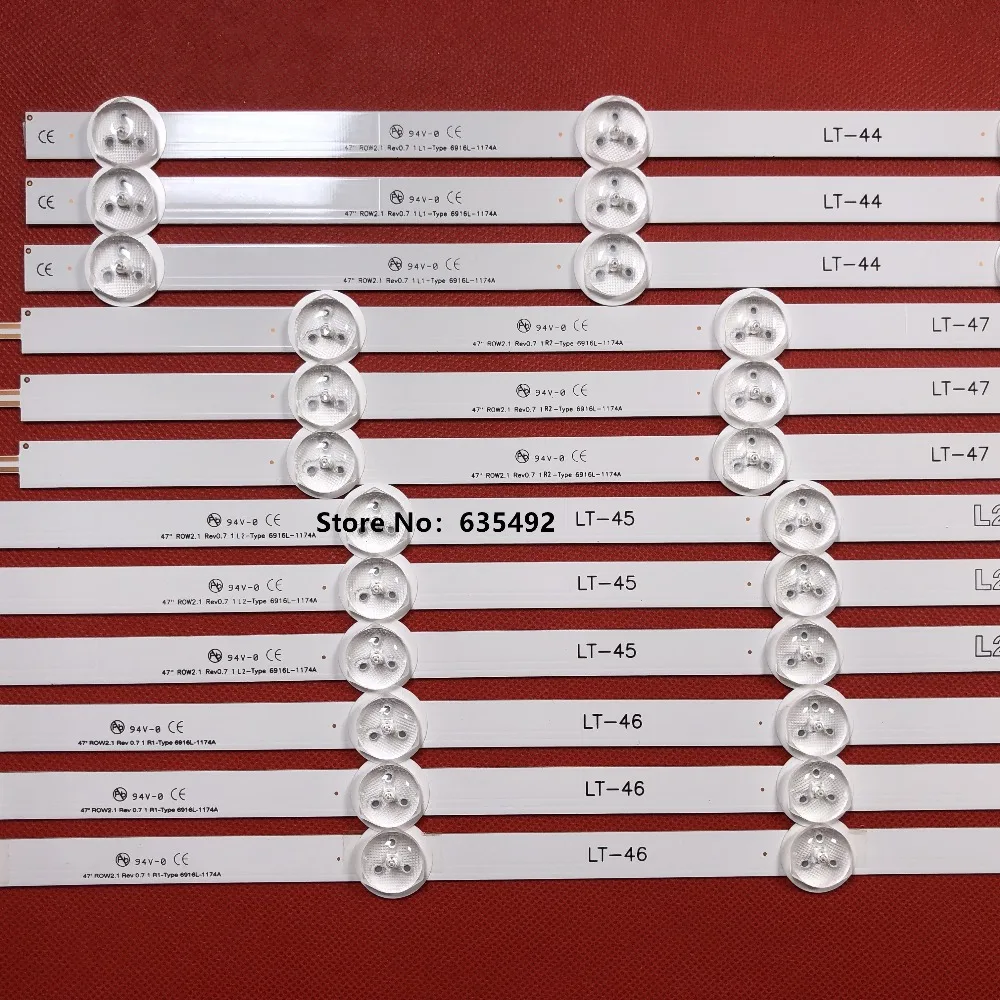 CE 94V-0 CE LT-44
47" ROW2.1 Rev0.7 1 L1-Type 6916L-1174A
CE 94V-0 CE LT-44
47" ROW2.1 Rev0.7 1 L1-Type 6916L-1174A
CE 94V-0 CE LT-44
47" ROW2.1 Rev0.7 1 L1-Type 6916L-1174A
94V-0 CE LT-47
47" ROW2.1 Rev0.7 1 R2-Type 6916L-1174A
94V-0 CE LT-47
47" ROW2.1 Rev0.7 1 R2-Type 6916L-1174A
94V-0 CE LT-47
47" ROW2.1 Rev0.7 1 R2-Type 6916L-1174A
94V-0 CE Store No: 635492 LT-45 L2
47" ROW2.1 Rev0.7 1 L2-Type 6916L-1174A
94V-0 CE LT-45 L2
47" ROW2.1 Rev0.7 1 L2-Type 6916L-1174A
94V-0 CE LT-45 L2
47" ROW2.1 Rev0.7 1 L2-Type 6916L-1174A
94V-0 CE LT-46
47" ROW2.1 Rev 0.7 1 R1-Type 6916L-1174A
94V-0 CE LT-46
47" ROW2.1 Rev 0.7 1 R1-Type 6916L-1174A
94V-0 CE LT-46
47" ROW2.1 Rev 0.7 1 R1-Type 6916L-1174A